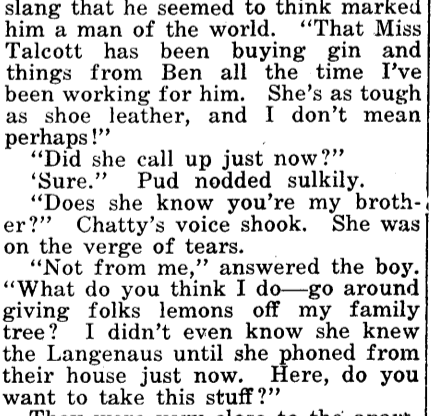 slang that he seemed to think marked
him a man of the world. "That Miss
Talcott has been buying gin and
things from Ben all the time I've
been working for him. She's as tough
as shoe leather, and I don't mean
perhaps!"
"Did she call up just now?"
'Sure." Pud nodded sulkily.
"Does she know you're my broth-
er?" Chatty's voice shook. She was
on the verge of tears.
"Not from me," answered the boy.
"What do you think I do—go around
giving folks lemons off my family
tree? I didn't even know she knew
the Langenaus until she phoned from
their house just now. Here, do you
want to take this stuff?"